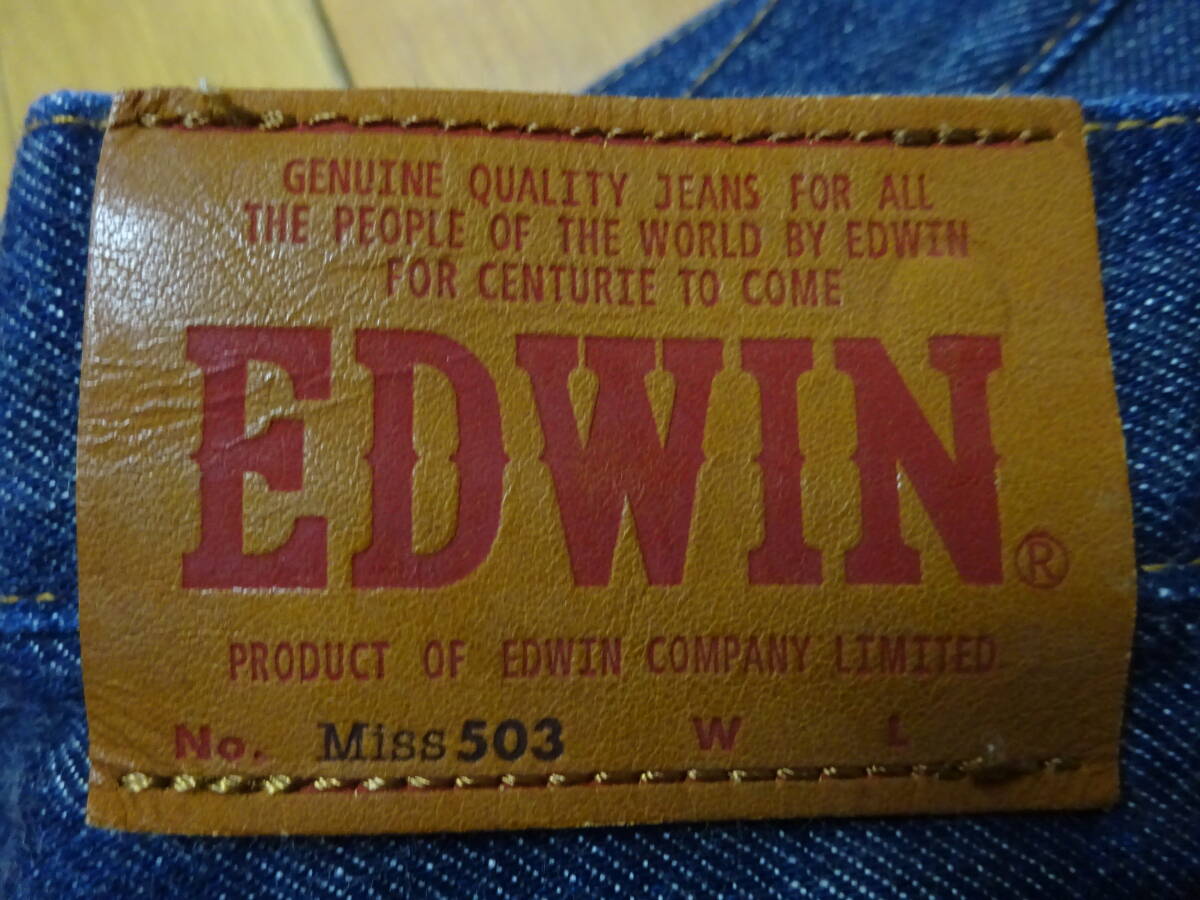 GENUINE QUALITY JEANS FOR ALL
THE PEOPLE OF THE WORLD BY EDWIN
FOR CENTURIE TO COME
EDWIN®
PRODUCT OF EDWIN COMPANY LIMITED
No. Miss 503 W L